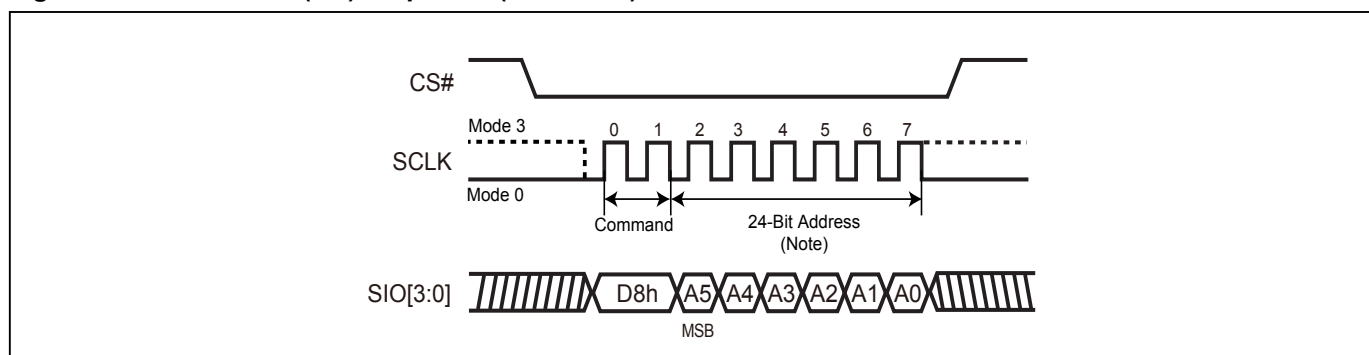 CS#
Mode 3
0 1 2 3 4 5 6 7
SCLK
Mode 0
Command
24-Bit Address
(Note)
SIO[3:0]
D8h A5 A4 A3 A2 A1 A0
MSB